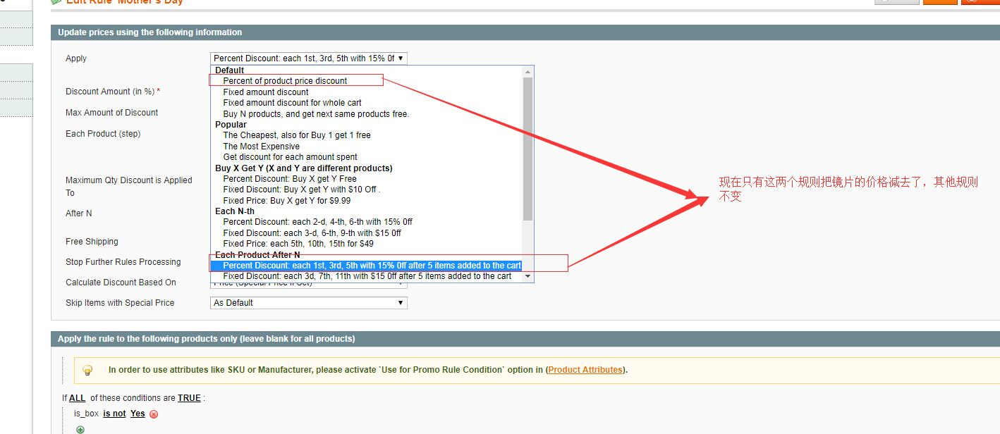 Edit Rule 'Mother's Day'
Update prices using the following information
Apply
Percent Discount: each 1st, 3rd, 5th with 15% 0f
Default
Percent of product price discount
Discount Amount (in %) *
Fixed amount discount
Fixed amount discount for whole cart
Max Amount of Discount
Buy N products, and get next same products free.
Popular
Each Product (step)
The Cheapest, also for Buy 1 get 1 free
The Most Expensive
Get discount for each amount spent
Buy X Get Y (X and Y are different products)
Maximum Qty Discount is Applied
To
Percent Discount: Buy X get Y Free
Fixed Discount: Buy X get Y with $10 Off .
Fixed Price: Buy X get Y for $9.99
现在只有这两个规则把镜片的价格减去了，其他规则
不变
After N
Each N-th
Percent Discount: each 2-d, 4-th, 6-th with 15% 0ff
Fixed Discount: each 3-d, 6-th, 9-th with $15 0ff
Free Shipping
Fixed Price: each 5th, 10th, 15th for $49
Each Product After N
Stop Further Rules Processing
Percent Discount: each 1st, 3rd, 5th with 15% 0ff after 5 items added to the cart
Fixed Discount: each 3d, 7th, 11th with $15 0ff after 5 items added to the cart
Calculate Discount Based On
Price (Special Price if Set)
Skip Items with Special Price
As Default
Apply the rule to the following products only (leave blank for all products)
In order to use attributes like SKU or Manufacturer, please activate `Use for Promo Rule Condition` option in (Product Attributes).
If ALL of these conditions are TRUE :
is_box is not Yes